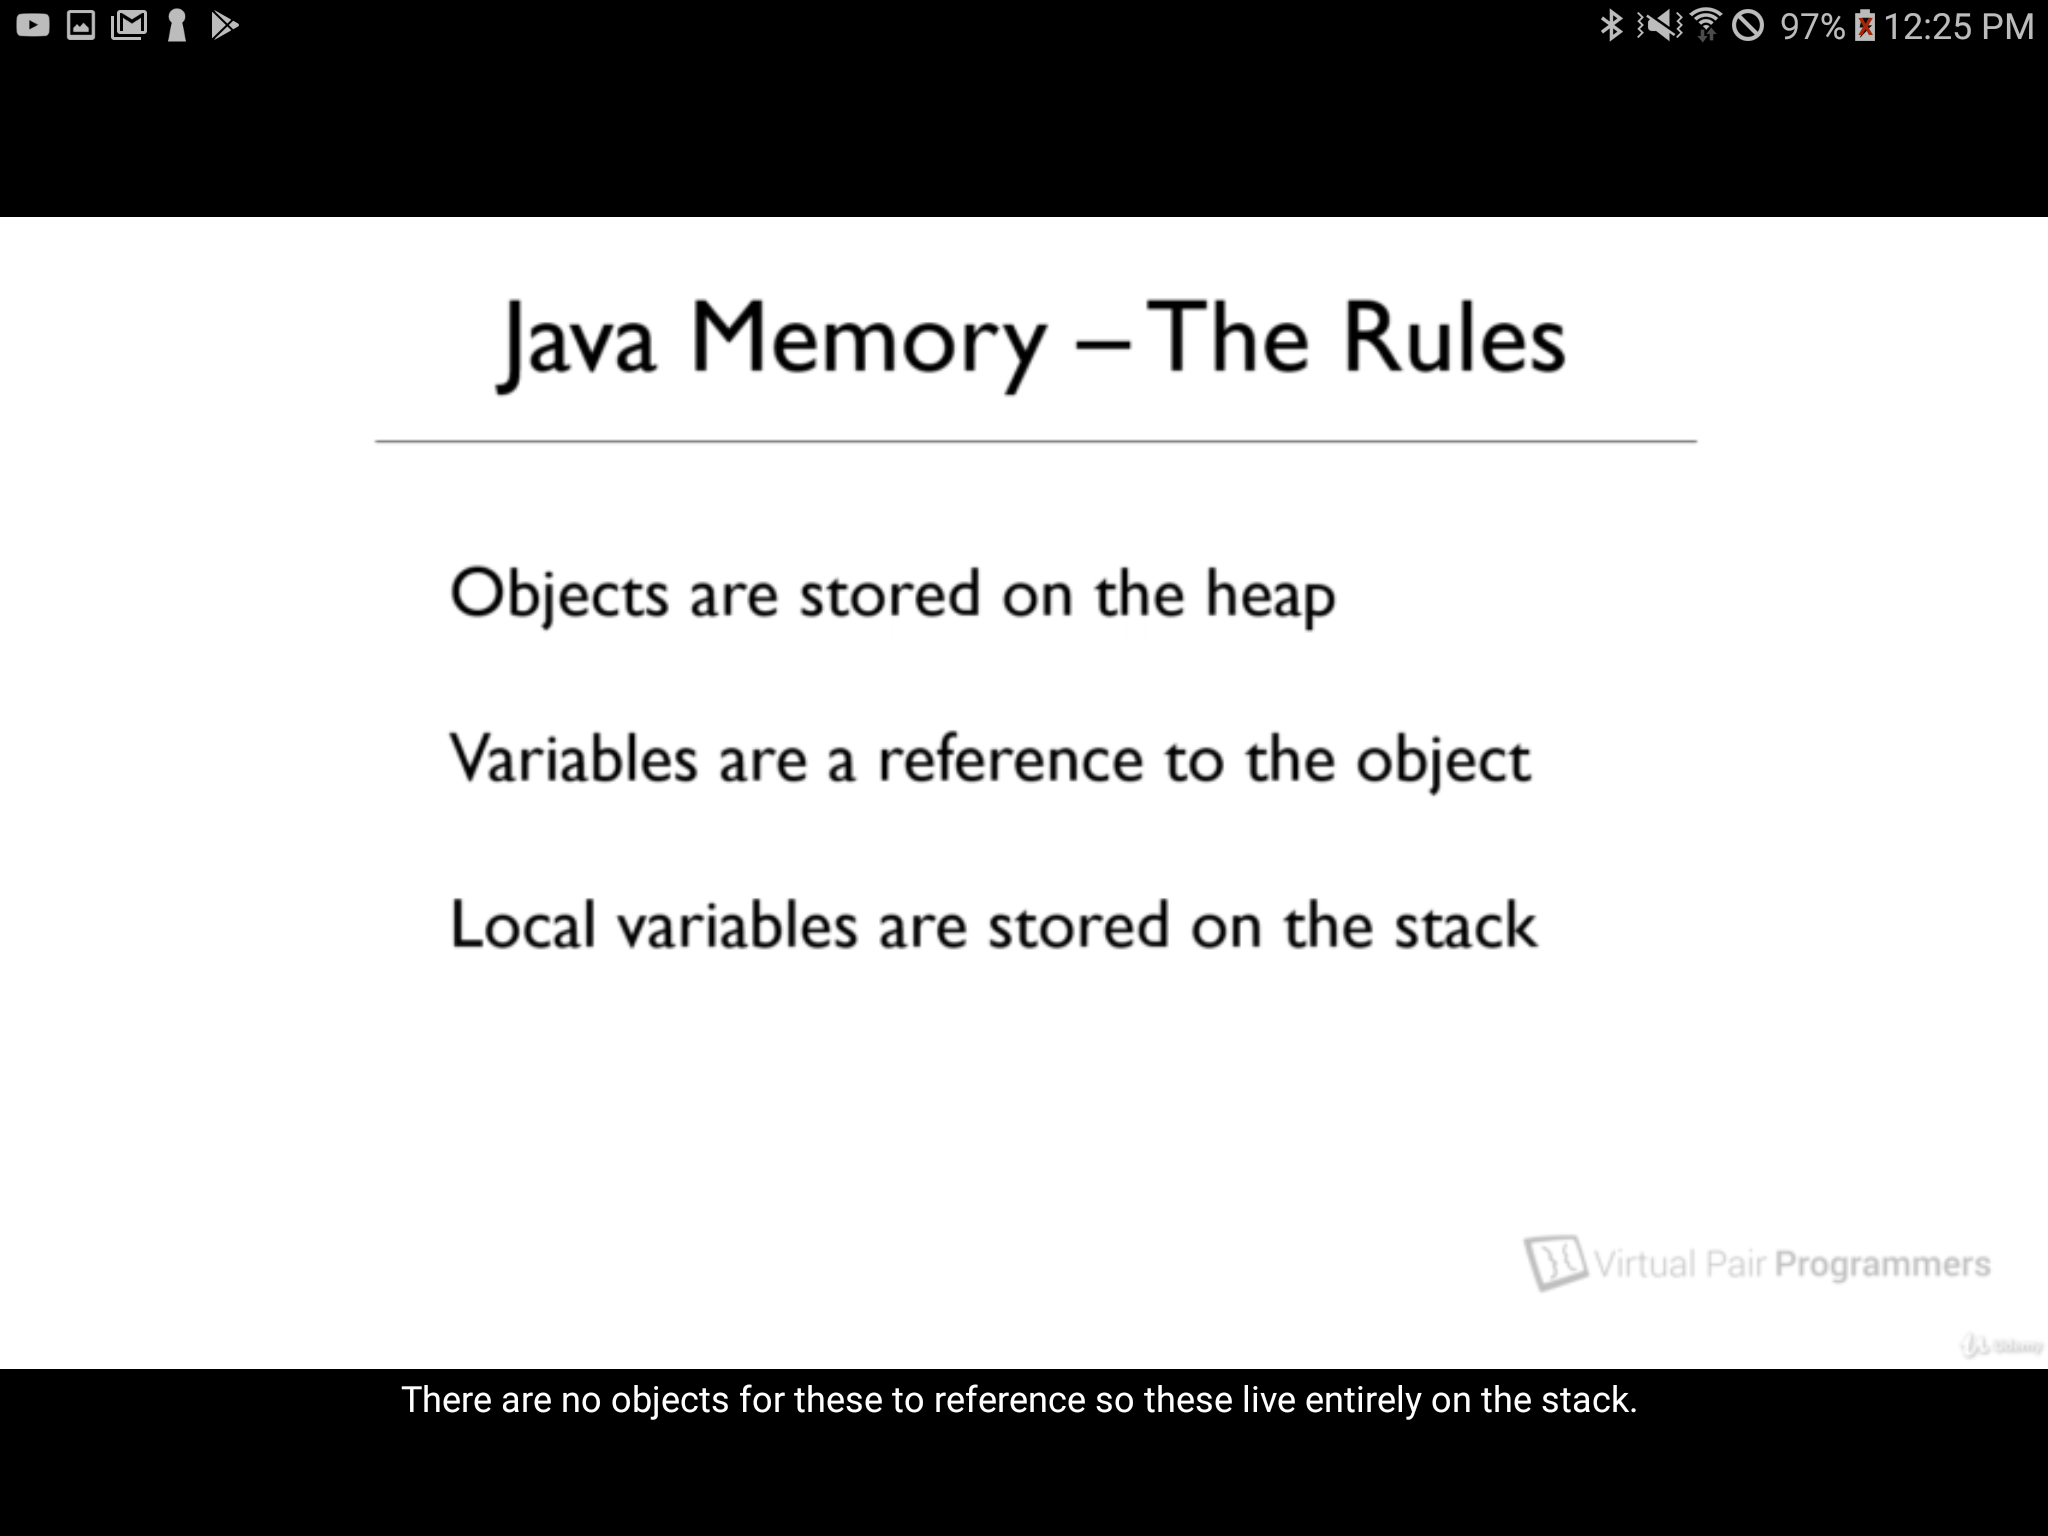 97% 12:25 PM
Java Memory – The Rules
Objects are stored on the heap
Variables are a reference to the object
Local variables are stored on the stack
Virtual Pair Programmers
Udemy
There are no objects for these to reference so these live entirely on the stack.